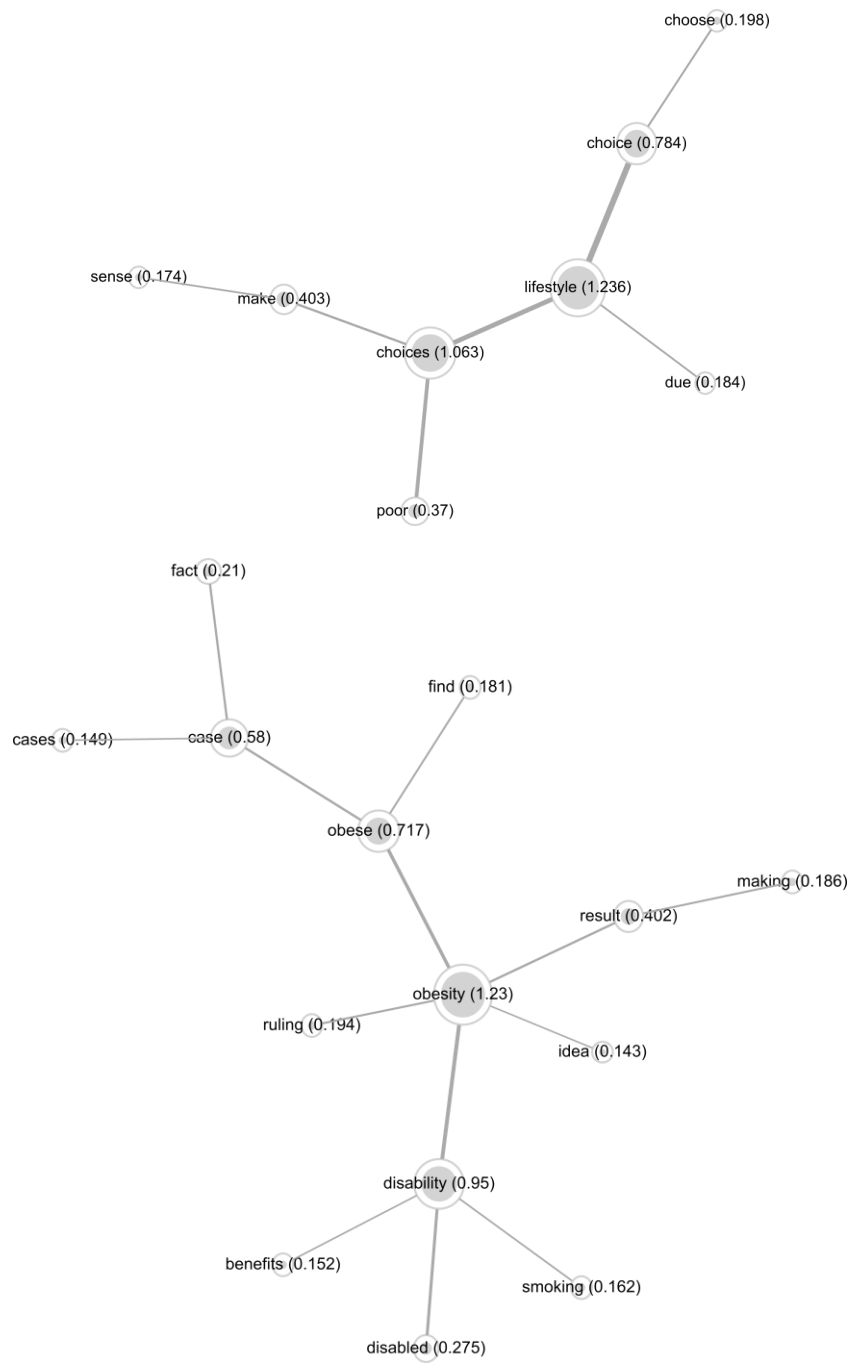 choose (0.198)
choice (0.784)
sense (0.174)
lifestyle (1.236)
make (0.403)
choices (1.063)
due (0.184)
poor (0.37)
fact (0.21)
find (0.181)
cases (0.149)
case (0.58)
obese (0.717)
making (0.186)
result (0.402)
obesity (1.23)
ruling (0.194)
idea (0.143)
disability (0.95)
benefits (0.152)
smoking (0.162)
disabled (0.275)